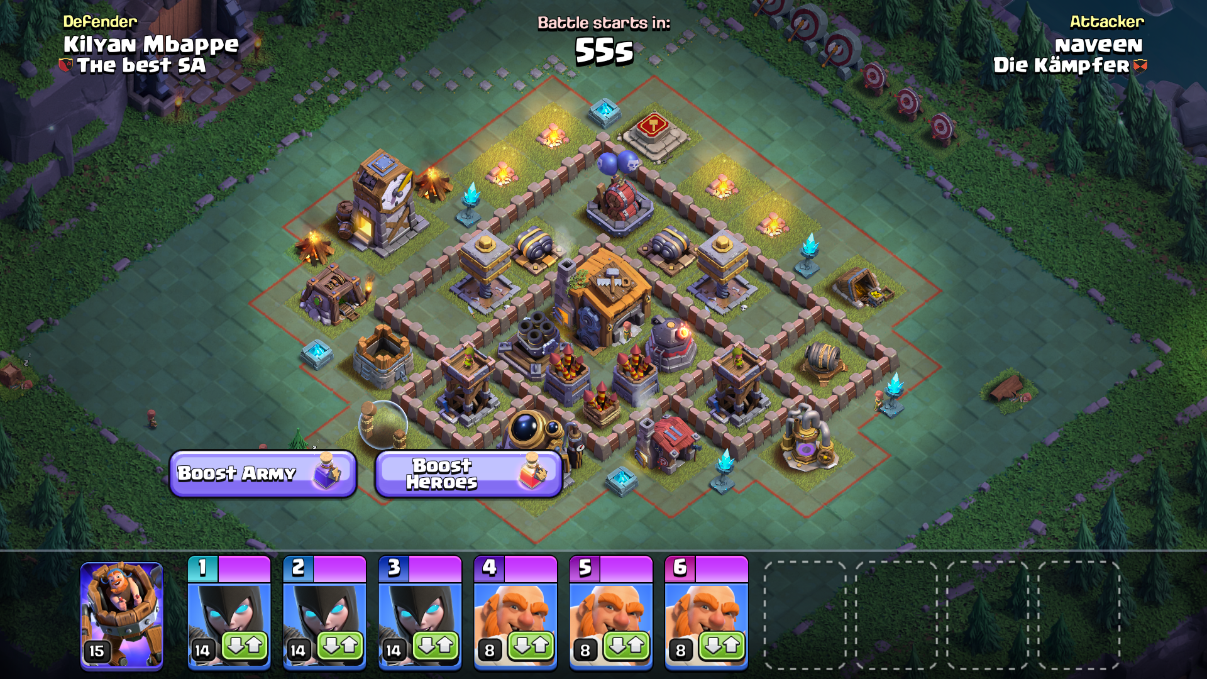 Defender
Kilyan Mbappe
The best SA
Battle starts in:
55s
Attacker
naveen
Die Kämpfer
Boost Army
Boost
Heroes
1
2
3
4
5
6
15
14
14
14
8
8
8